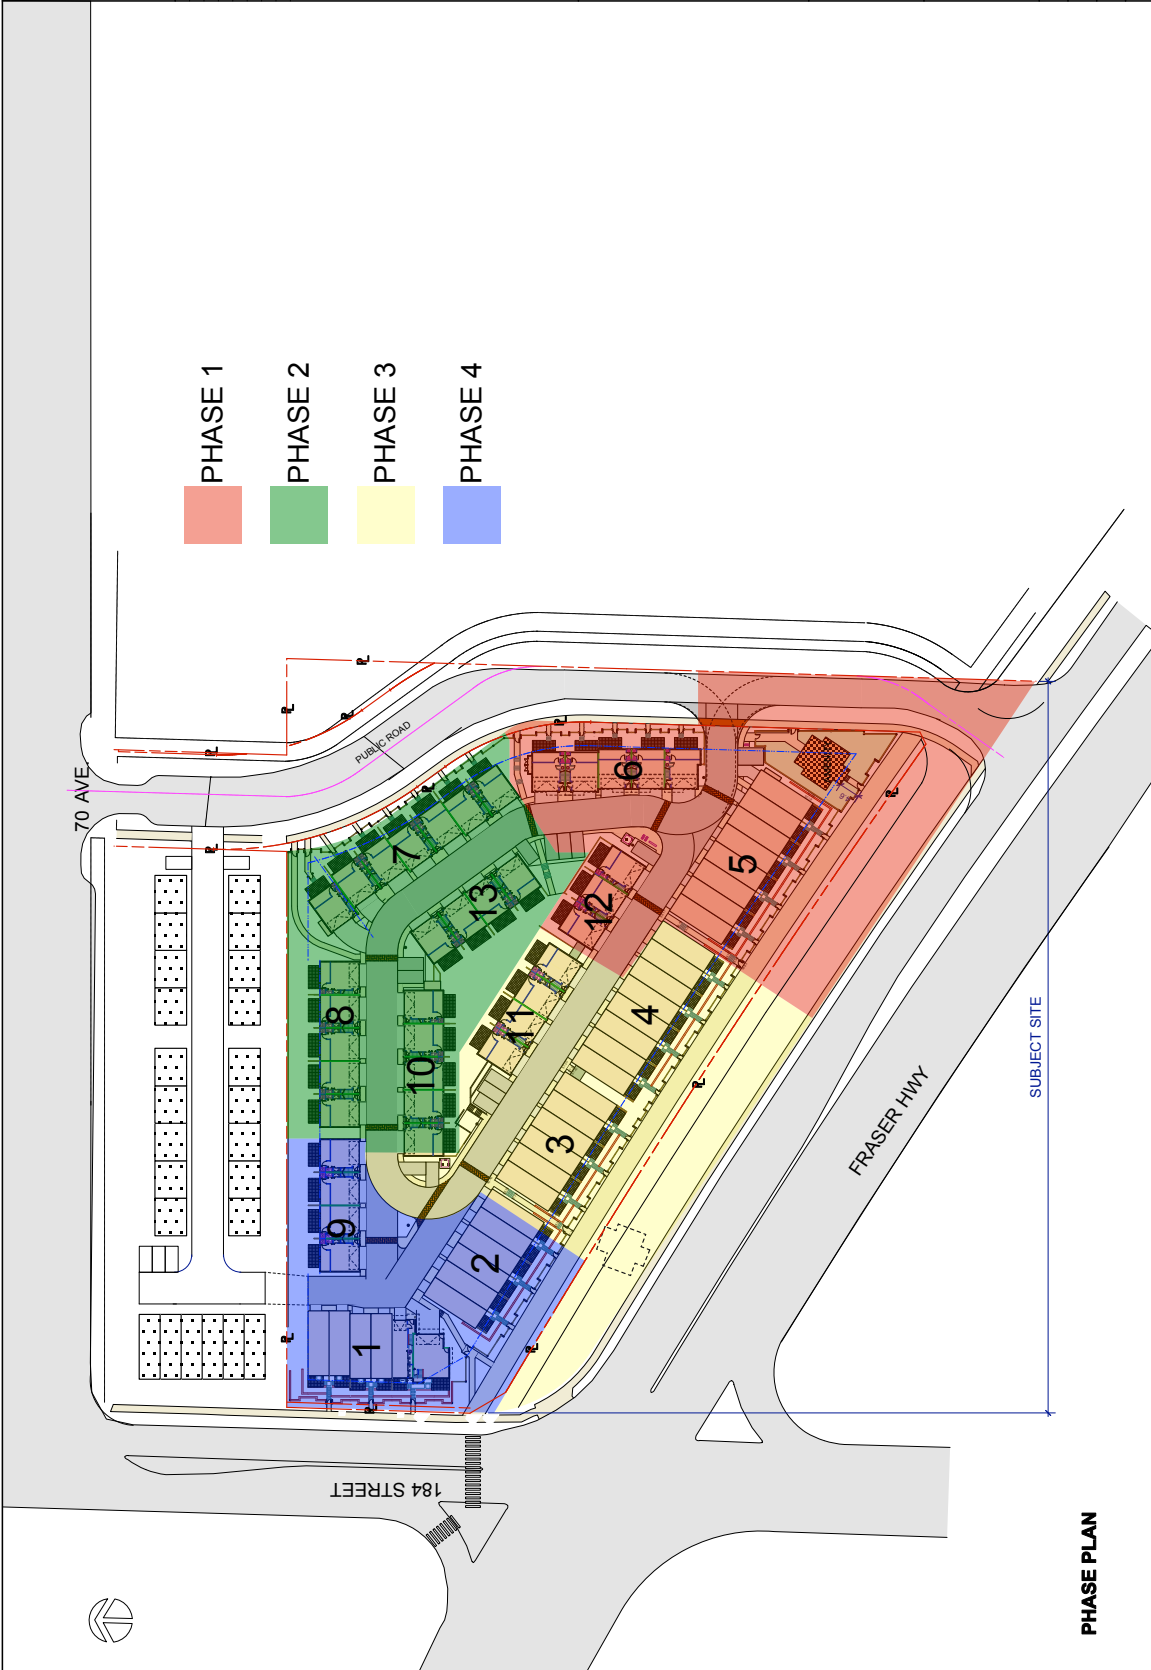 70 AVE
PHASE 1
PHASE 2
PHASE 3
PHASE 4
PUBLIC ROAD
1
2
3
4
5
6
7
8
9
10
11
12
13
184 STREET
FRASER HWY
SUBJECT SITE
PHASE PLAN